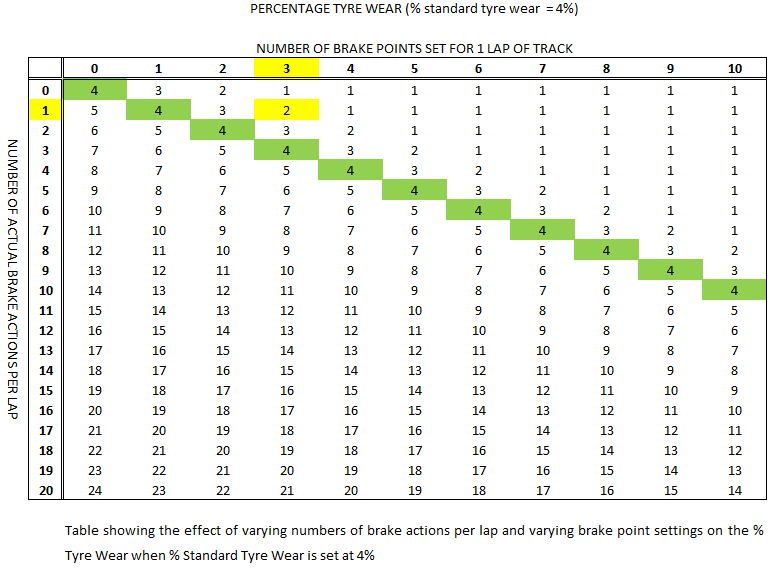 PERCENTAGE TYRE WEAR (% standard tyre wear = 4%)
NUMBER OF BRAKE POINTS SET FOR 1 LAP OF TRACK
0 1 2 3 4 5 6 7 8 9 10
0 4 3 2 1 1 1 1 1 1 1 1
1 5 4 3 2 1 1 1 1 1 1 1
2 6 5 4 3 2 1 1 1 1 1 1
3 7 6 5 4 3 2 1 1 1 1 1
4 8 7 6 5 4 3 2 1 1 1 1
5 9 8 7 6 5 4 3 2 1 1 1
6 10 9 8 7 6 5 4 3 2 1 1
7 11 10 9 8 7 6 5 4 3 2 1
8 12 11 10 9 8 7 6 5 4 3 2
9 13 12 11 10 9 8 7 6 5 4 3
10 14 13 12 11 10 9 8 7 6 5 4
11 15 14 13 12 11 10 9 8 7 6 5
12 16 15 14 13 12 11 10 9 8 7 6
13 17 16 15 14 13 12 11 10 9 8 7
14 18 17 16 15 14 13 12 11 10 9 8
15 19 18 17 16 15 14 13 12 11 10 9
16 20 19 18 17 16 15 14 13 12 11 10
17 21 20 19 18 17 16 15 14 13 12 11
18 22 21 20 19 18 17 16 15 14 13 12
19 23 22 21 20 19 18 17 16 15 14 13
20 24 23 22 21 20 19 18 17 16 15 14
NUMBER OF ACTUAL BRAKE ACTIONS PER LAP
Table showing the effect of varying numbers of brake actions per lap and varying brake point settings on the %
Tyre Wear when % Standard Tyre Wear is set at 4%